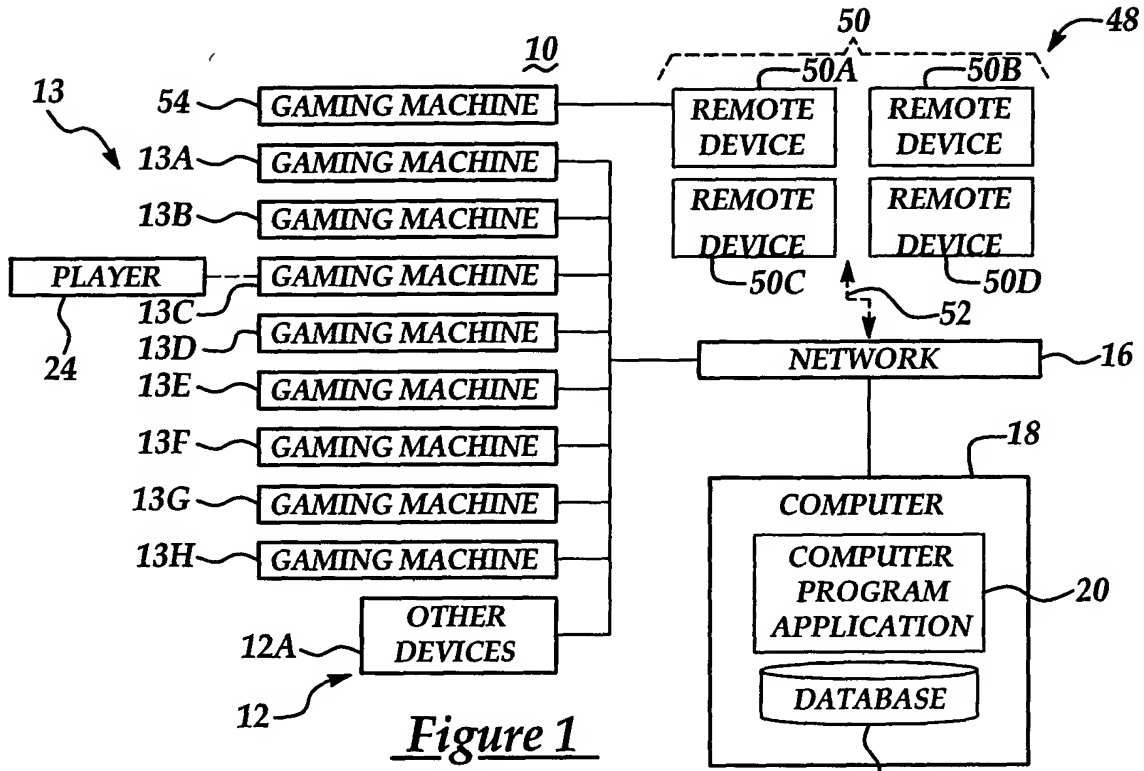 10
50
48
13
54
GAMING MACHINE
50A
REMOTE
DEVICE
50B
REMOTE
DEVICE
13A
GAMING MACHINE
13B
GAMING MACHINE
REMOTE
DEVICE
50C
REMOTE
DEVICE
50D
PLAYER
24
GAMING MACHINE
13C
52
13D
GAMING MACHINE
NETWORK
16
13E
GAMING MACHINE
13F
GAMING MACHINE
18
13G
GAMING MACHINE
COMPUTER
13H
GAMING MACHINE
COMPUTER
PROGRAM
APPLICATION
20
12A
OTHER
DEVICES
12
DATABASE
Figure 1